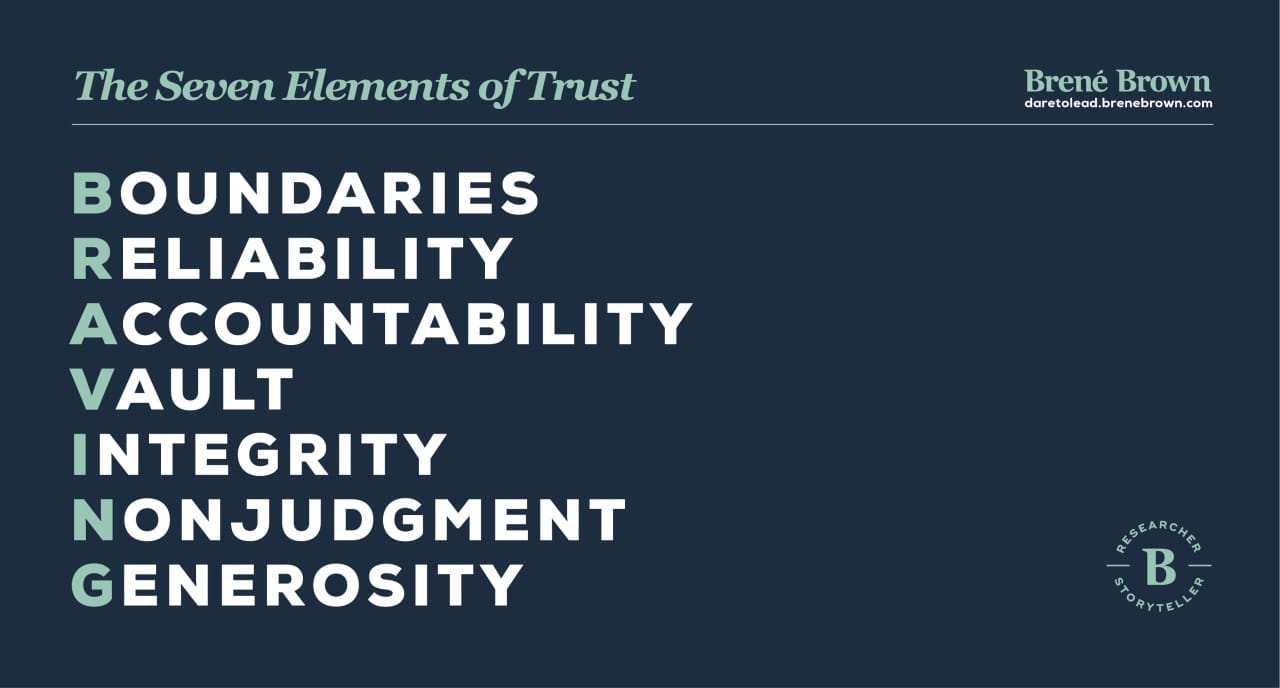 The Seven Elements of Trust
Brené Brown
daretolead.brenebrown.com
BOUNDARIES
RELIABILITY
ACCOUNTABILITY
VAULT
INTEGRITY
NONJUDGMENT
GENEROSITY
RESEARCHER
B
STORYTELLER